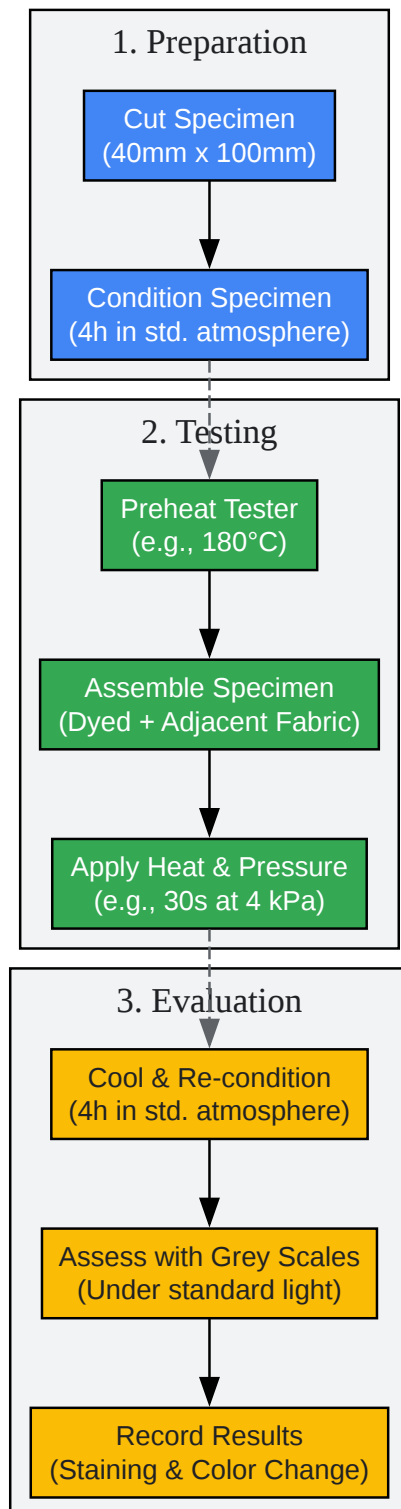 1. Preparation
Cut Specimen
(40mm x 100mm)
Condition Specimen
(4h in std. atmosphere)
2. Testing
Preheat Tester
(e.g., 180°C)
Assemble Specimen
(Dyed + Adjacent Fabric)
Apply Heat & Pressure
(e.g., 30s at 4 kPa)
3. Evaluation
Cool & Re-condition
(4h in std. atmosphere)
Assess with Grey Scales
(Under standard light)
Record Results
(Staining & Color Change)